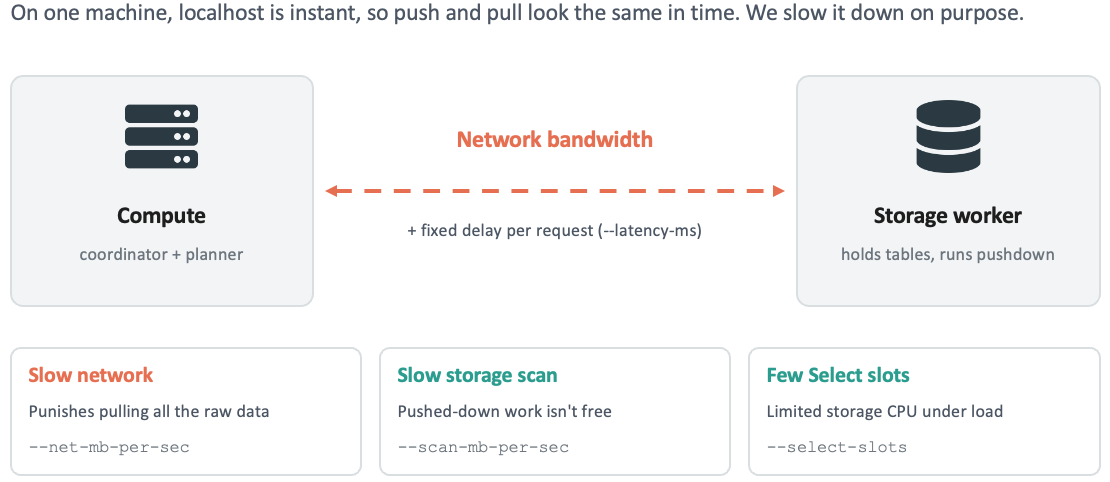 On one machine, localhost is instant, so push and pull look the same in time. We slow it down on purpose.
Network bandwidth
Compute
coordinator + planner
+ fixed delay per request (--latency-ms)
Storage worker
holds tables, runs pushdown
Slow network
Punishes pulling all the raw data
--net-mb-per-sec
Slow storage scan
Pushed-down work isn't free
--scan-mb-per-sec
Few Select slots
Limited storage CPU under load
--select-slots